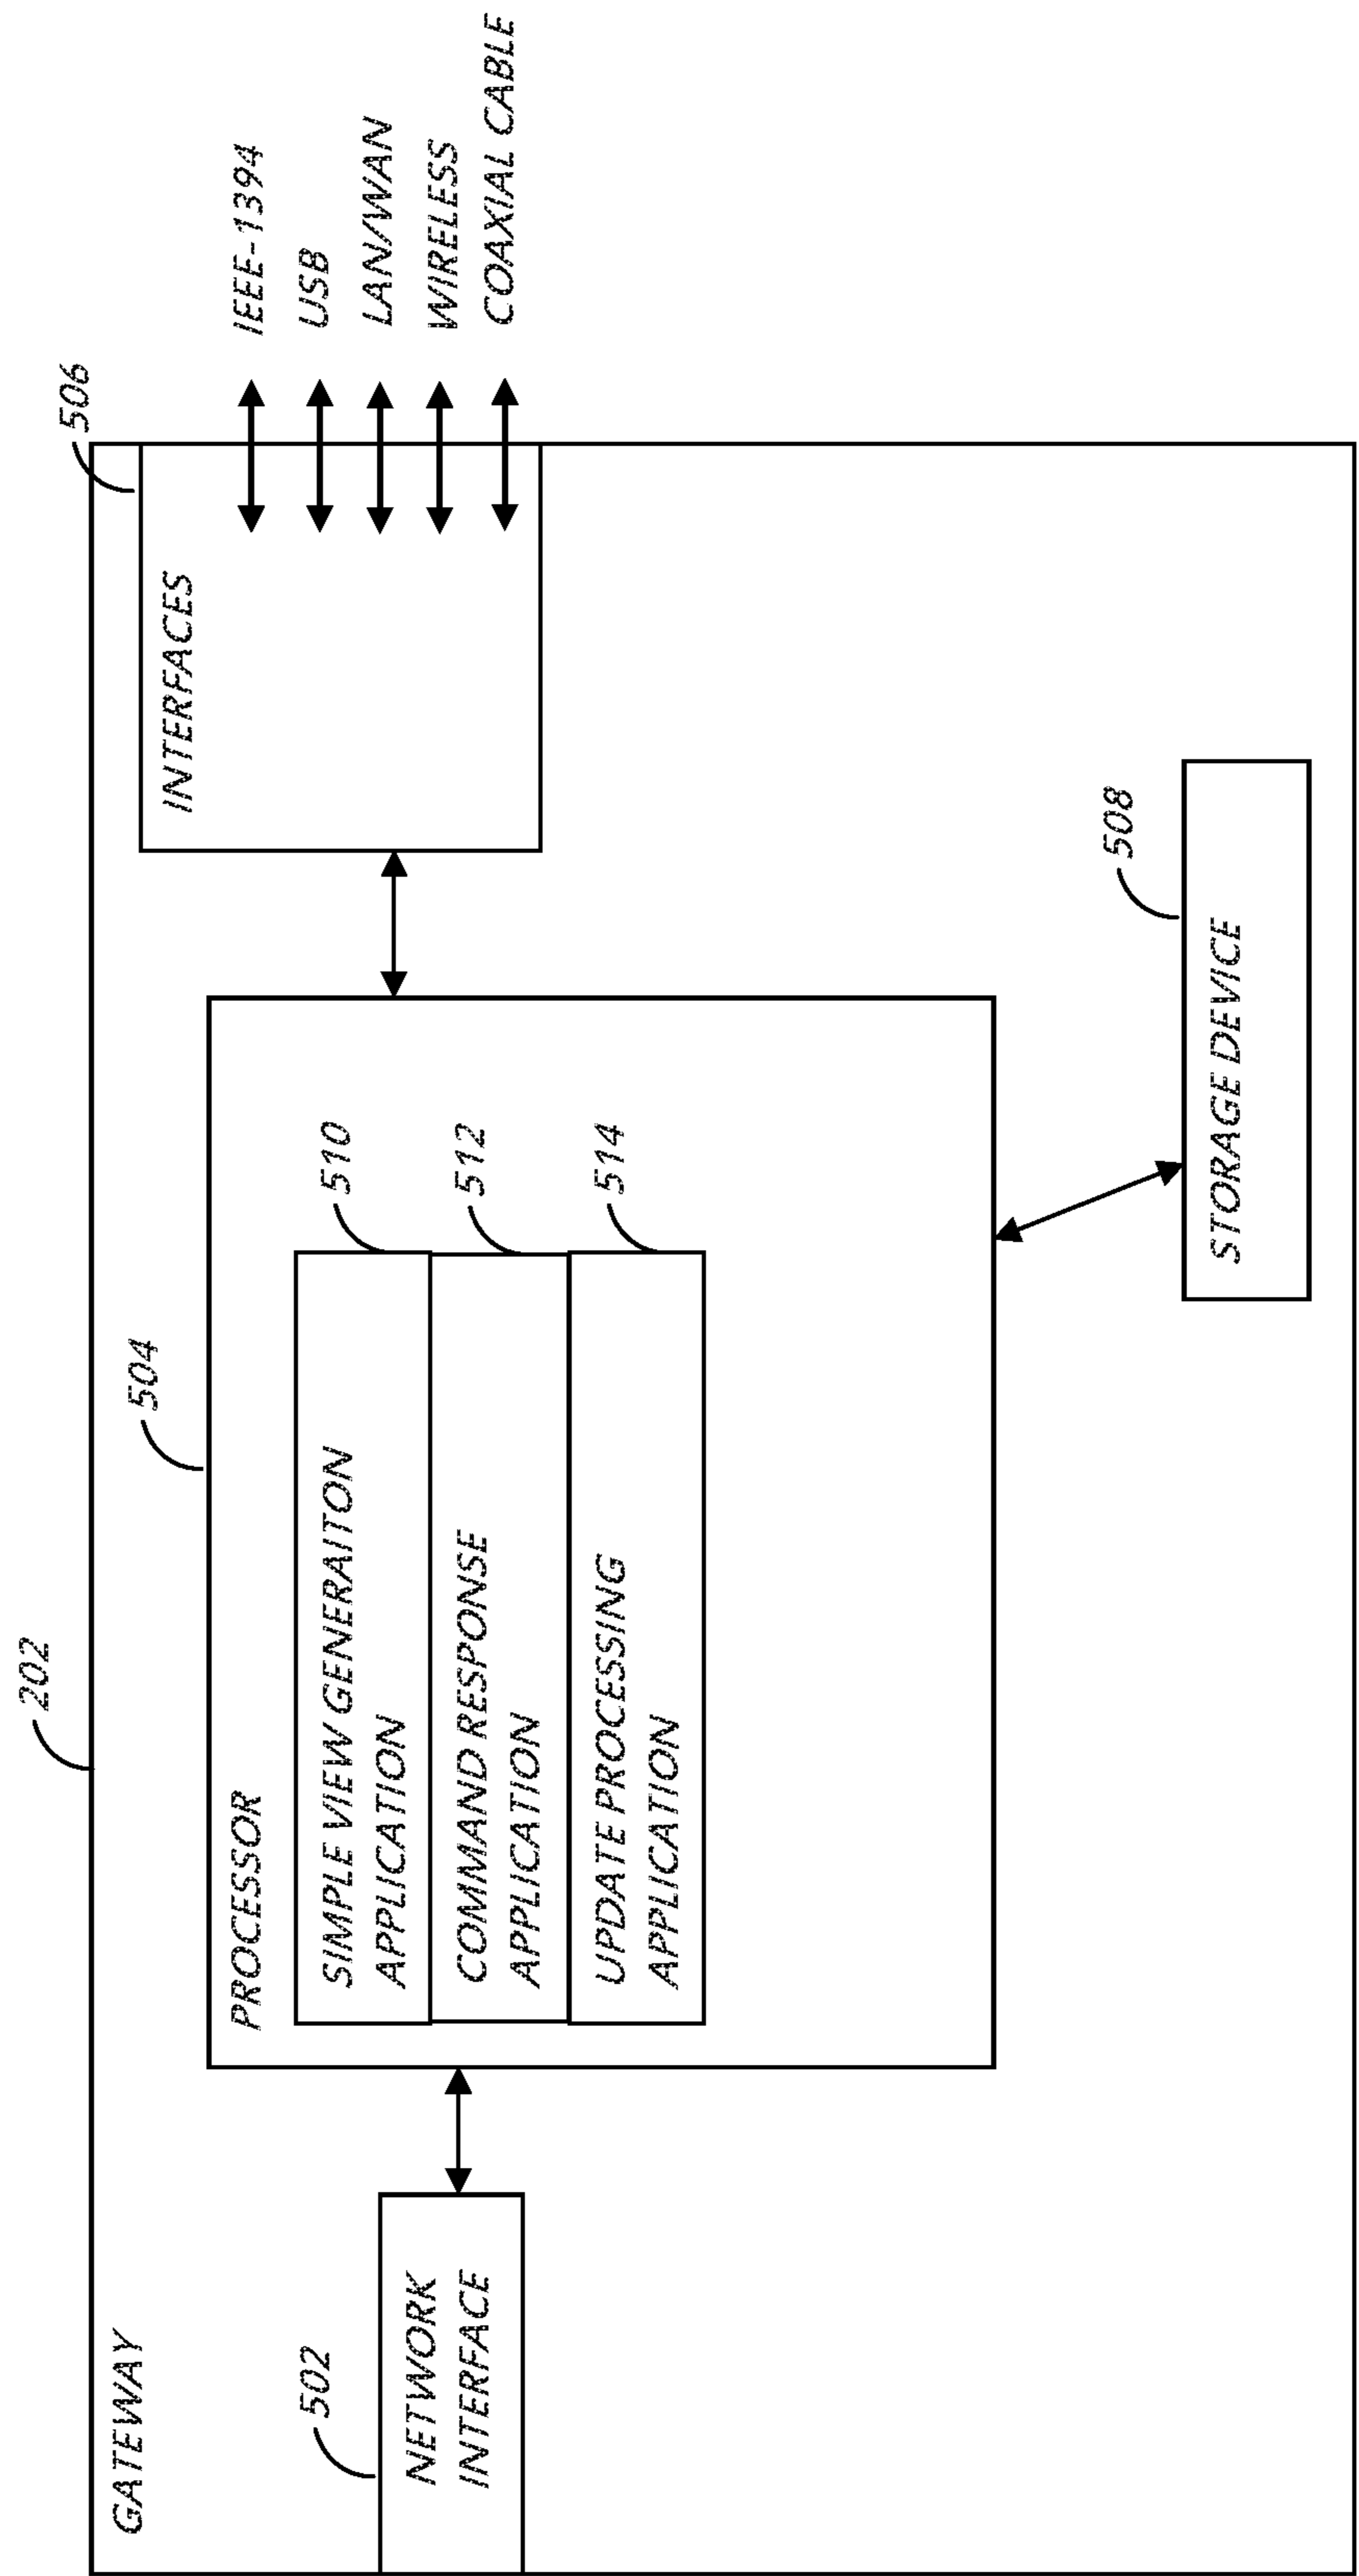 202
GATEWAY
502
NETWORK
INTERFACE
504
PROCESSOR
SIMPLE VIEW GENERAITON
APPLICATION
510
COMMAND RESPONSE
APPLICATION
512
UPDATE PROCESSING
APPLICATION
514
506
INTERFACES
IEEE-1394
USB
LAN/WAN
WIRELESS
COAXIAL CABLE
508
STORAGE DEVICE